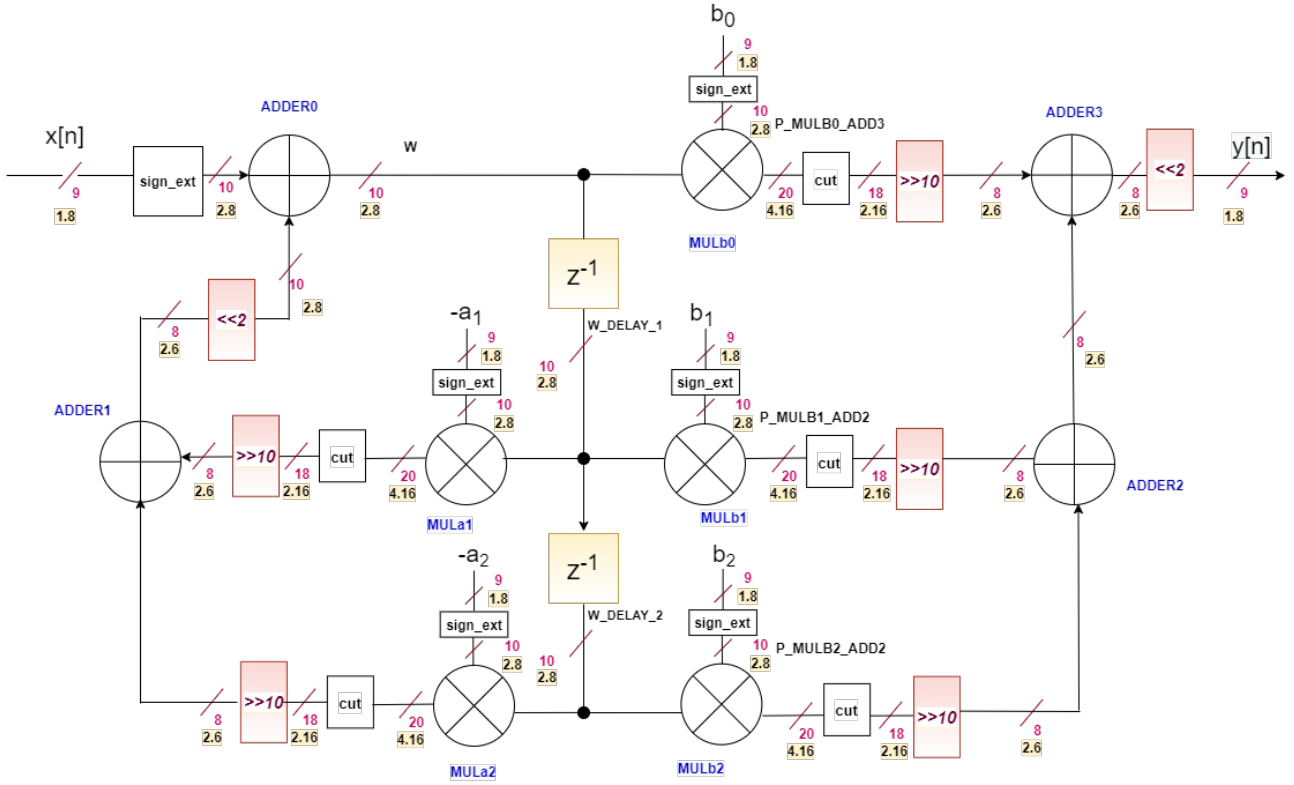 b0
9
1.8
sign_ext
10
2.8
P_MULB0_ADD3
ADDER0
ADDER3
x[n]
9
1.8
sign_ext
10
2.8
W
10
2.8
20
4.16
cut
18
2.16
>>10
8
2.6
8
2.6
<<2
y[n]
9
1.8
MULb0
z-1
10
2.8
<<2
8
2.6
-a1
9
1.8
sign_ext
10
2.8
W_DELAY_1
10
2.8
b1
9
1.8
sign_ext
10
2.8
P_MULB1_ADD2
8
2.6
ADDER1
8
2.6
>>10
18
2.16
cut
20
4.16
MULa1
20
4.16
cut
18
2.16
>>10
8
2.6
ADDER2
MULb1
-a2
9
1.8
sign_ext
10
2.8
z-1
W_DELAY_2
10
2.8
b2
9
1.8
sign_ext
10
2.8
P_MULB2_ADD2
8
2.6
>>10
18
2.16
cut
20
4.16
MULa2
MULb2
20
4.16
cut
18
2.16
>>10
8
2.6